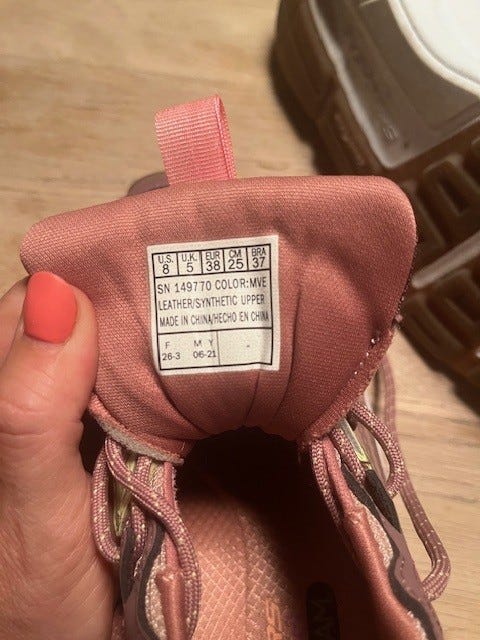 U.S. U.K. EUR CM BRA
8 5 38 25 37
SN 149770 COLOR:MVE
LEATHER/SYNTHETIC UPPER
MADE IN CHINA/HECHO EN CHINA
F M Y
26-3 06-21 -